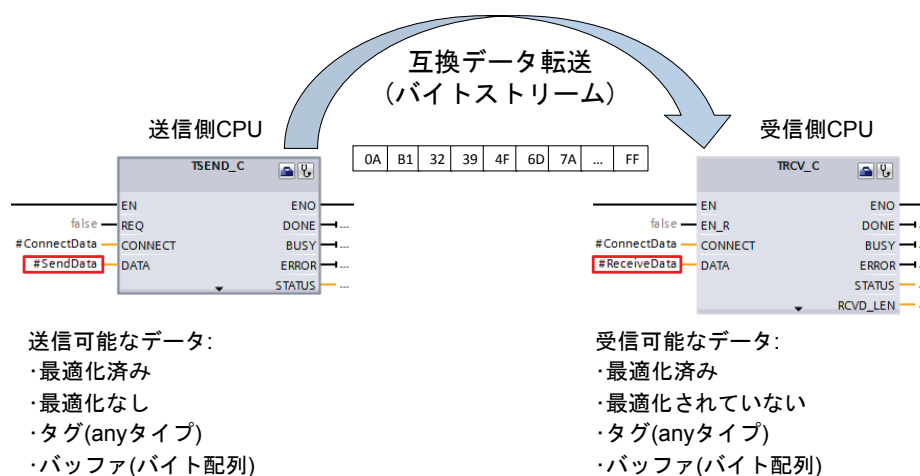 互換データ転送
（バイトストリーム）
送信側CPU
受信側CPU
0A B1 32 39 4F 6D 7A ... FF
TSEND_C
EN
ENO
false
REQ
DONE
...
#ConnectData
CONNECT
BUSY
...
#SendData
DATA
ERROR
...
STATUS
...
TRCV_C
EN
ENO
false
EN_R
DONE
#ConnectData
CONNECT
BUSY
#ReceiveData
DATA
ERROR
STATUS
RCVD_LEN
送信可能なデータ:
・最適化済み
・最適化なし
・タグ(anyタイプ)
・バッファ(バイト配列)
受信可能なデータ:
・最適化済み
・最適化されていない
・タグ(anyタイプ)
・バッファ(バイト配列)